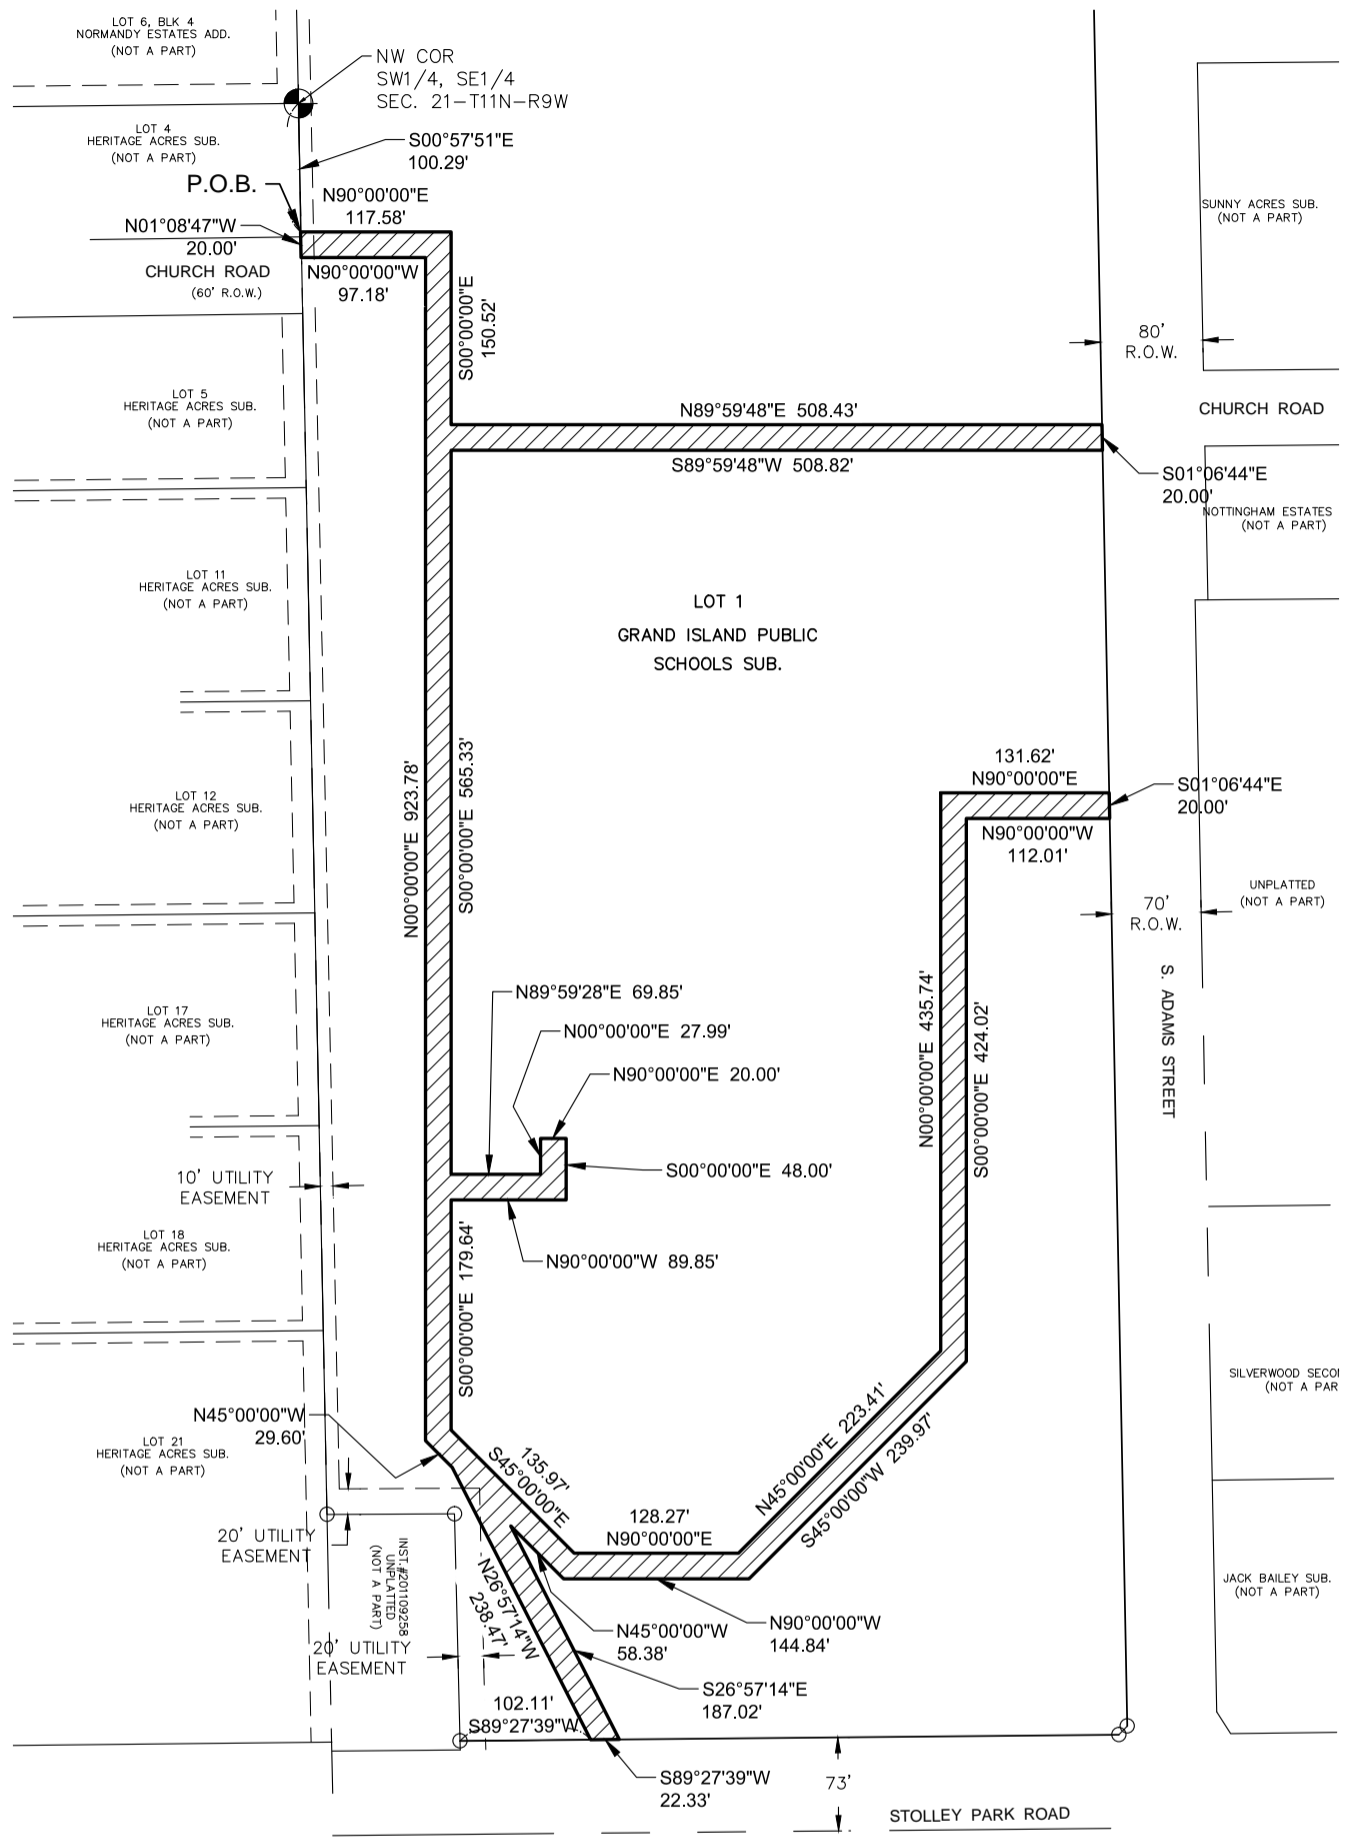 LOT 6, BLK 4
NORMANDY ESTATES ADD.
(NOT A PART)
NW COR
SW1/4, SE1/4
SEC. 21-T11N-R9W
LOT 4
HERITAGE ACRES SUB.
(NOT A PART)
S00°57'51"E
100.29'
P.O.B.
N90°00'00"E
117.58'
N01°08'47"W
20.00'
CHURCH ROAD
(60' R.O.W.)
N90°00'00"W
97.18'
S00°00'00"E
150.52'
SUNNY ACRES SUB.
(NOT A PART)
80'
R.O.W.
CHURCH ROAD
LOT 5
HERITAGE ACRES SUB.
(NOT A PART)
N89°59'48"E 508.43'
S89°59'48"W 508.82'
S01°06'44"E
20.00'
NOTTINGHAM ESTATES
(NOT A PART)
LOT 11
HERITAGE ACRES SUB.
(NOT A PART)
LOT 1
GRAND ISLAND PUBLIC
SCHOOLS SUB.
LOT 12
HERITAGE ACRES SUB.
(NOT A PART)
N00°00'00"E 923.78'
S00°00'00"E 565.33'
131.62'
N90°00'00"E
S01°06'44"E
20.00'
N90°00'00"W
112.01'
UNPLATTED
(NOT A PART)
70'
R.O.W.
S. ADAMS STREET
LOT 17
HERITAGE ACRES SUB.
(NOT A PART)
N89°59'28"E 69.85'
N00°00'00"E 27.99'
N90°00'00"E 20.00'
N00°00'00"E 435.74'
S00°00'00"E 424.02'
10' UTILITY
EASEMENT
S00°00'00"E 48.00'
LOT 18
HERITAGE ACRES SUB.
(NOT A PART)
N90°00'00"W 89.85'
S00°00'00"E 179.64'
SILVERWOOD SECO
(NOT A PAR
N45°00'00"W
29.60'
LOT 21
HERITAGE ACRES SUB.
(NOT A PART)
135.97'
S45°00'00"E
N45°00'00"E 223.41'
S45°00'00"W 239.97'
128.27'
N90°00'00"E
20' UTILITY
EASEMENT
INST.#201109258
UNPLATTED
(NOT A PART)
N26°57'14"W
238.47'
JACK BAILEY SUB.
(NOT A PART)
N45°00'00"W
58.38'
N90°00'00"W
144.84'
20' UTILITY
EASEMENT
S26°57'14"E
187.02'
102.11'
S89°27'39"W
S89°27'39"W
22.33'
73'
STOLLEY PARK ROAD